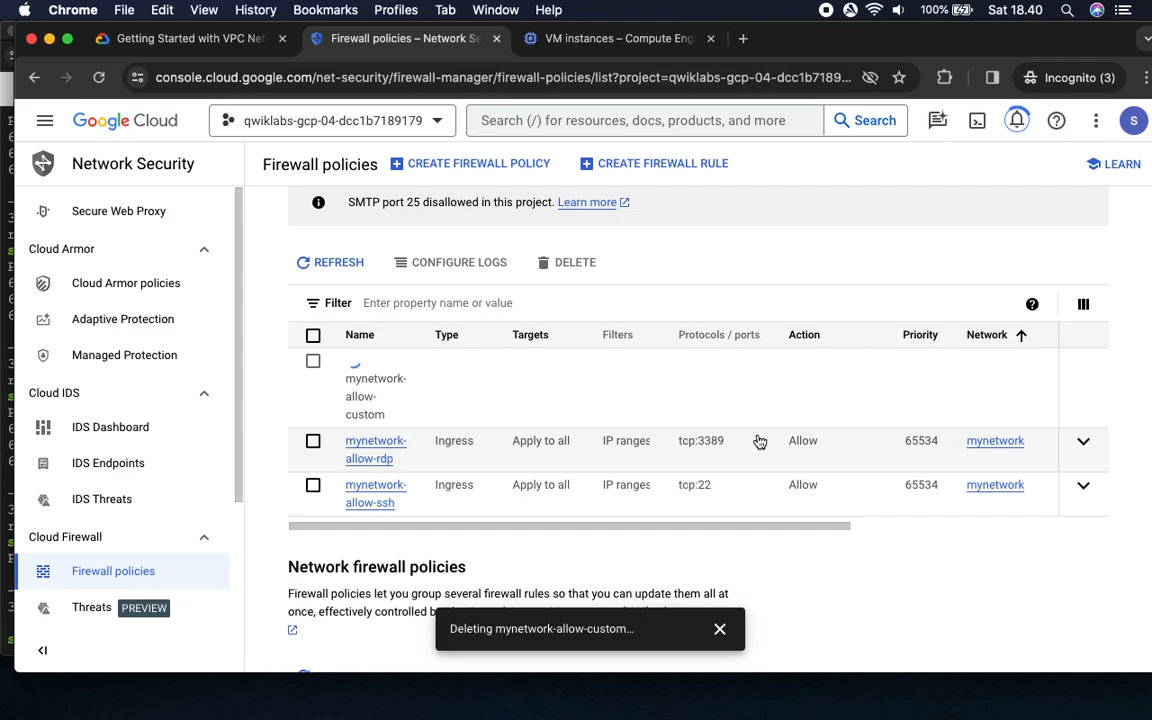 Chrome File Edit View History Bookmarks Profiles Tab Window Help 100% Sat 18.40
Getting Started with VPC Net
Firewall policies – Network Se
VM instances – Compute Eng
console.cloud.google.com/net-security/firewall-manager/firewall-policies/list?project=qwiklabs-gcp-04-dcc1b7189...
Incognito (3)
Google Cloud
qwiklabs-gcp-04-dcc1b7189179
Search (/) for resources, docs, products, and more
Search
S
Network Security
Firewall policies
CREATE FIREWALL POLICY
CREATE FIREWALL RULE
LEARN
Secure Web Proxy
Cloud Armor
Cloud Armor policies
Adaptive Protection
Managed Protection
Cloud IDS
IDS Dashboard
IDS Endpoints
IDS Threats
Cloud Firewall
Firewall policies
Threats PREVIEW
SMTP port 25 disallowed in this project. Learn more
REFRESH
CONFIGURE LOGS
DELETE
Filter Enter property name or value
Name Type Targets Filters Protocols / ports Action Priority Network
mynetwork-
allow-
custom
mynetwork-
allow-rdp
Ingress Apply to all IP ranges tcp:3389 Allow 65534 mynetwork
mynetwork-
allow-ssh
Ingress Apply to all IP ranges tcp:22 Allow 65534 mynetwork
Network firewall policies
Firewall policies let you group several firewall rules so that you can update them all at
once, effectively controlled b
Deleting mynetwork-allow-custom...